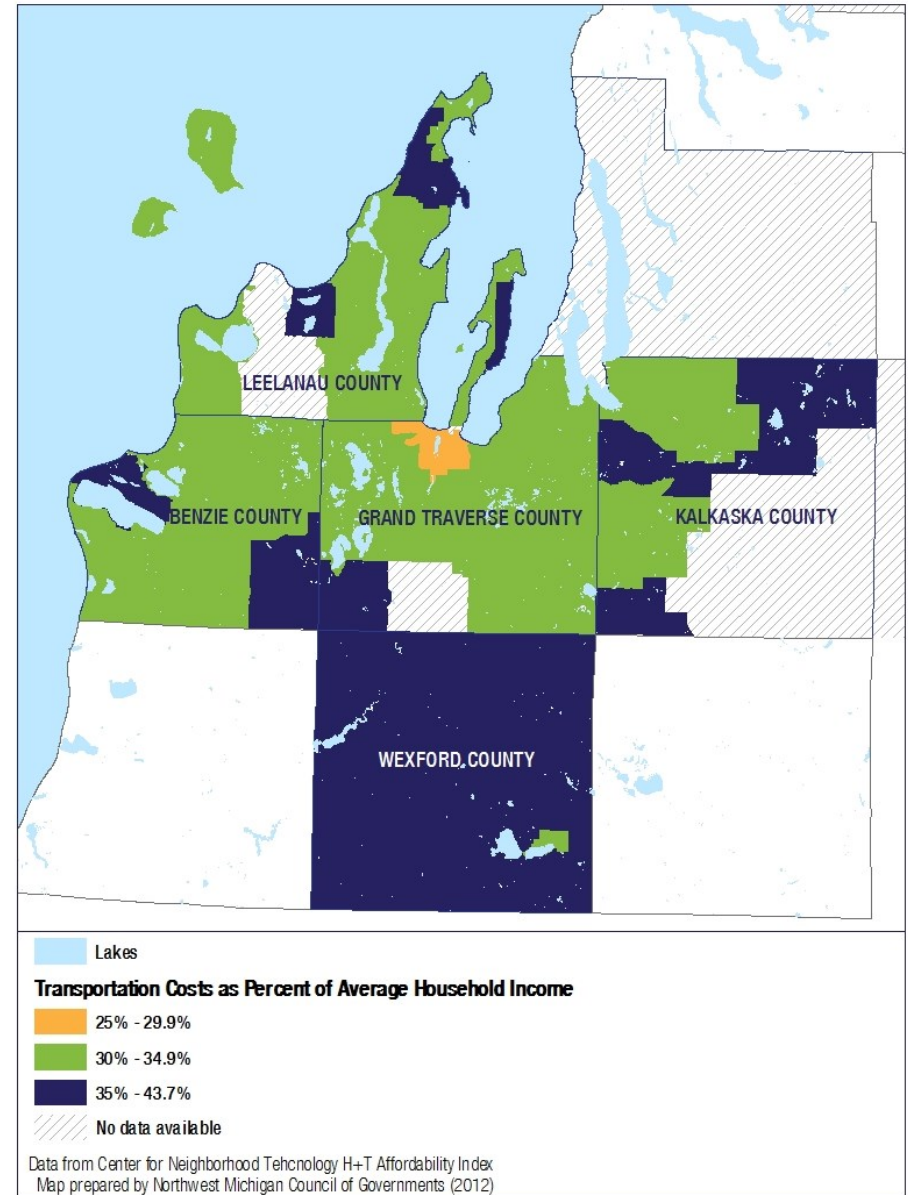 LEELANAU COUNTY
BENZIE COUNTY
GRAND TRAVERSE COUNTY
KALKASKA COUNTY
WEXFORD COUNTY
Lakes
Transportation Costs as Percent of Average Household Income
25% - 29.9%
30% - 34.9%
35% - 43.7%
No data available
Data from Center for Neighborhood Tehcnology H+T Affordability Index
Map prepared by Northwest Michigan Council of Governments (2012)